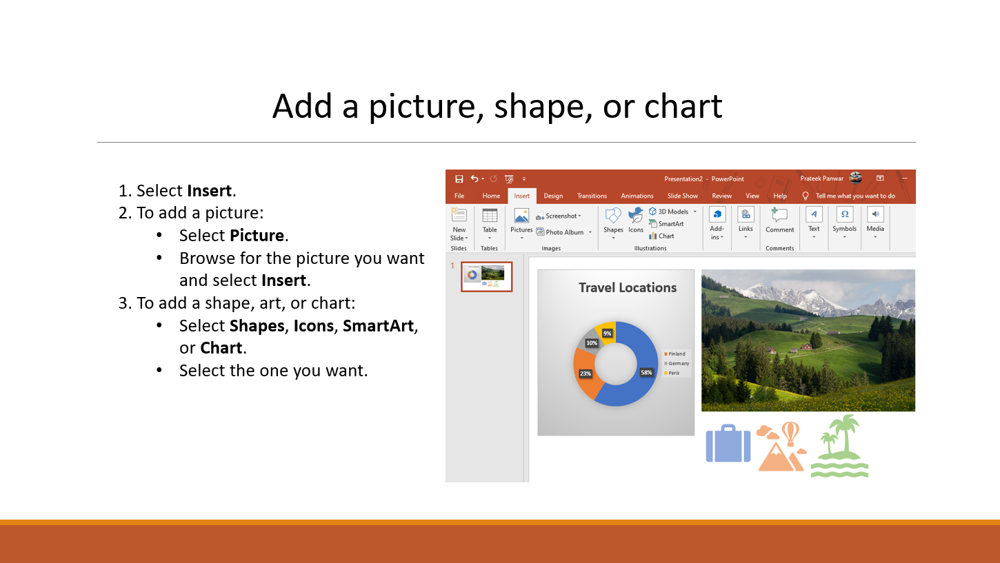 Add a picture, shape, or chart
1. Select Insert.
2. To add a picture:
• Select Picture.
• Browse for the picture you want
and select Insert.
3. To add a shape, art, or chart:
• Select Shapes, Icons, SmartArt,
or Chart.
• Select the one you want.
Presentation2 - PowerPoint
Prateek Panwar
File Home Insert Design Transitions Animations Slide Show Review View Help Tell me what you want to do
New
Slide
Slides
Table
Tables
Pictures
Screenshot
Photo Album
Images
Shapes
Icons
3D Models
SmartArt
Chart
Illustrations
Add-
ins
Links
Comment
Comments
Text
Symbols
Media
1
Travel Locations
9%
10%
23%
58%
Finland
Germany
Paris